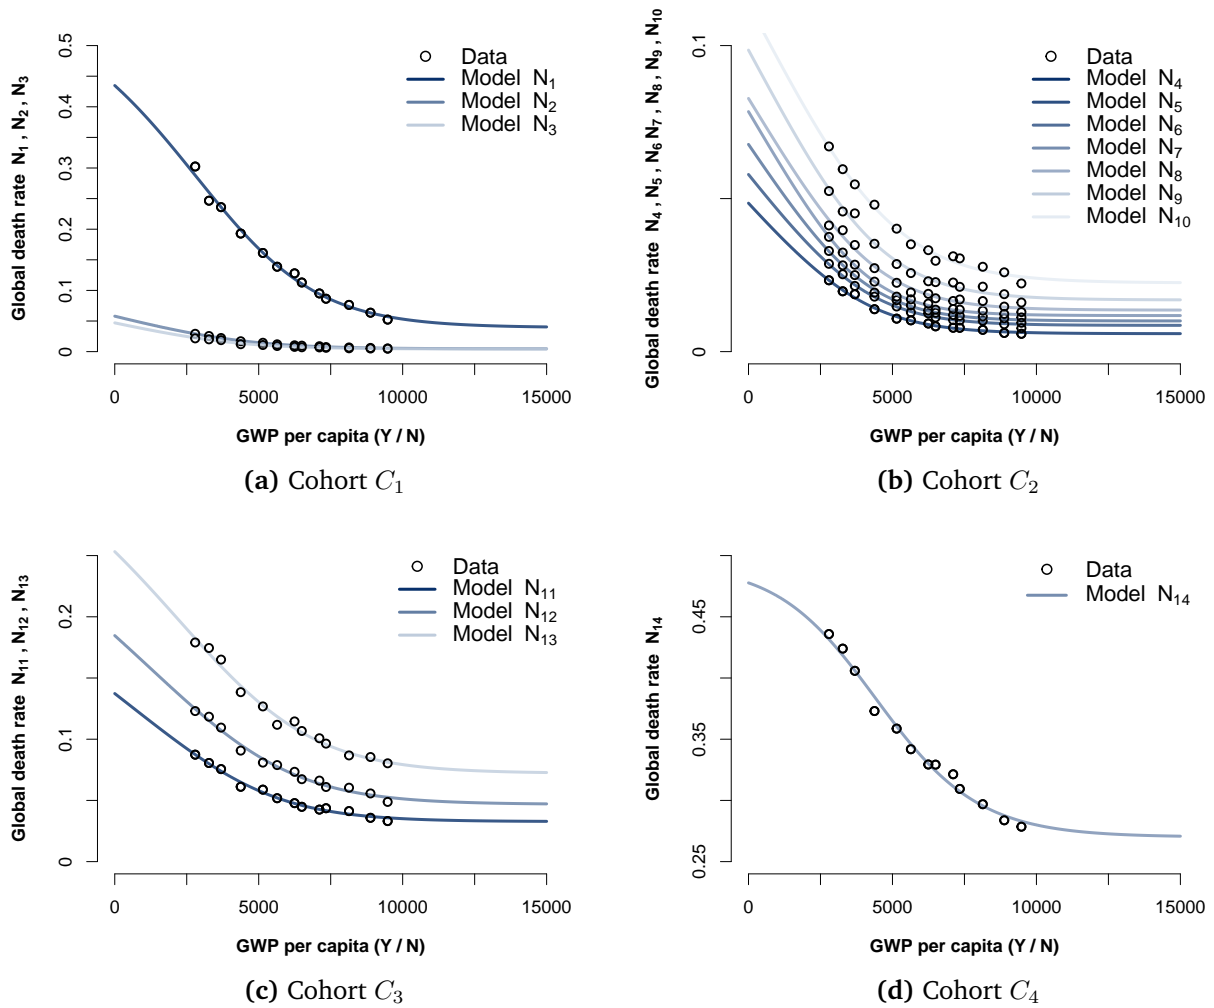 Global death rate N1 , N2 , N3
0.5
0.4
0.3
0.2
0.1
0
Data
Model N1
Model N2
Model N3
0 5000 10000 15000
GWP per capita (Y / N)
(a) Cohort C1
Global death rate N4 , N5 , N6 N7 , N8 , N9 , N10
0.1
0
Data
Model N4
Model N5
Model N6
Model N7
Model N8
Model N9
Model N10
0 5000 10000 15000
GWP per capita (Y / N)
(b) Cohort C2
Global death rate N11 , N12 , N13
0.2
0.1
0
Data
Model N11
Model N12
Model N13
0 5000 10000 15000
GWP per capita (Y / N)
(c) Cohort C3
Global death rate N14
0.45
0.35
0.25
Data
Model N14
0 5000 10000 15000
GWP per capita (Y / N)
(d) Cohort C4